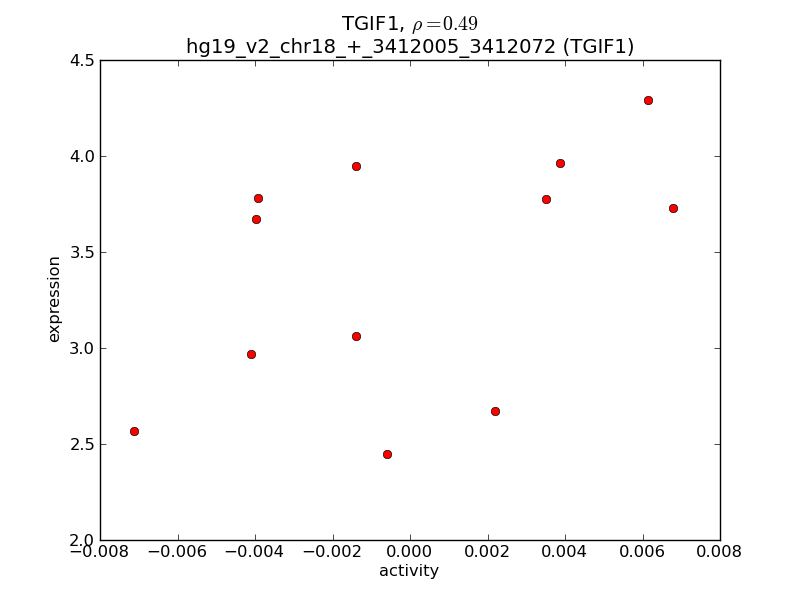 TGIF1, ρ = 0.49
hg19_v2_chr18_+_3412005_3412072 (TGIF1)
4.5
4.0
3.5
3.0
2.5
2.0
expression
−0.008 −0.006 −0.004 −0.002 0.000 0.002 0.004 0.006 0.008
activity